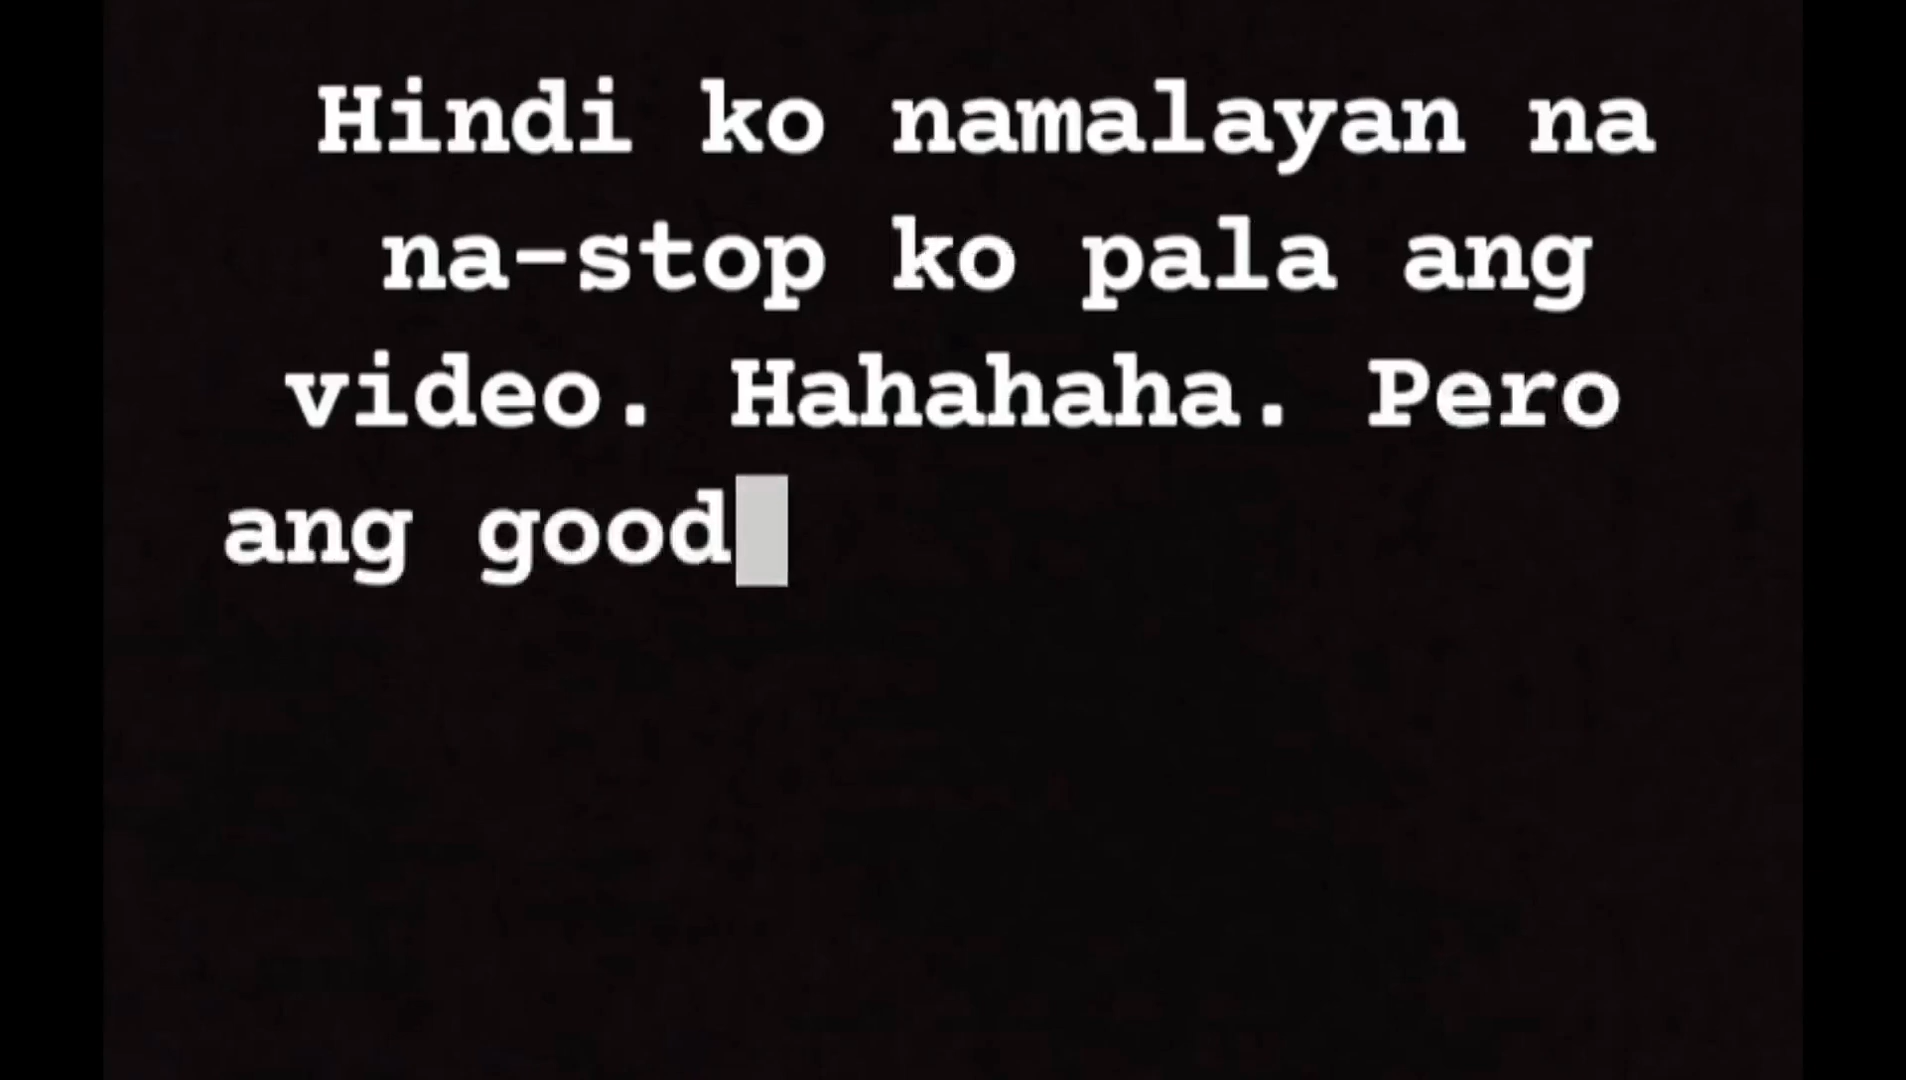 Hindi ko namalayan na
na-stop ko pala ang
video. Hahahaha. Pero
ang good